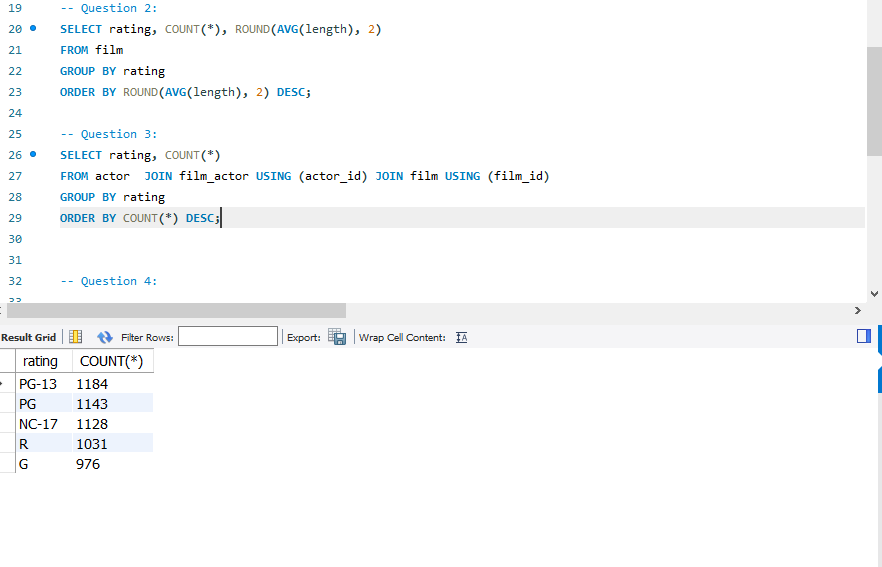 19 -- Question 2:
20 SELECT rating, COUNT(*), ROUND(AVG(length), 2)
21 FROM film
22 GROUP BY rating
23 ORDER BY ROUND(AVG(length), 2) DESC;
24
25 -- Question 3:
26 SELECT rating, COUNT(*)
27 FROM actor  JOIN film_actor USING (actor_id) JOIN film USING (film_id)
28 GROUP BY rating
29 ORDER BY COUNT(*) DESC;
30
31
32 -- Question 4:
33
Result Grid Filter Rows: Export: Wrap Cell Content: IA
rating COUNT(*)
PG-13 1184
PG 1143
NC-17 1128
R 1031
G 976